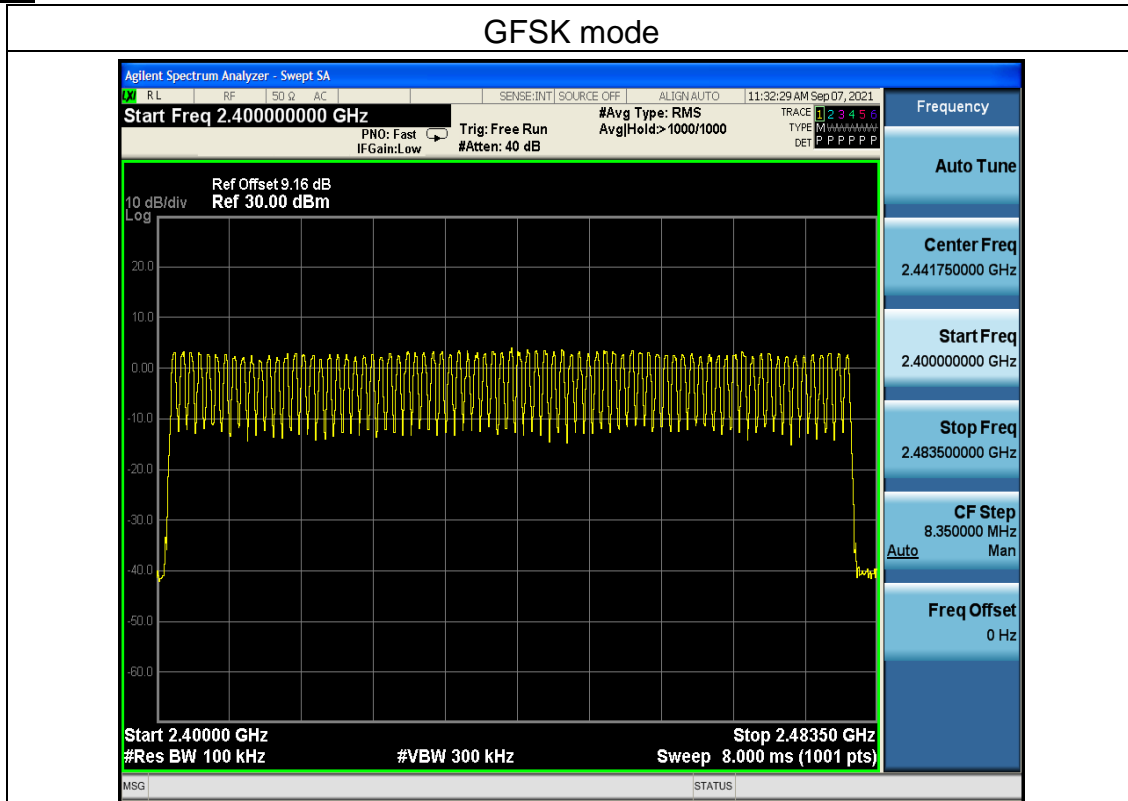 GFSK mode
Agilent Spectrum Analyzer - Swept SA
LXI RL RF 50 Ω AC SENSE:INT SOURCE OFF ALIGN AUTO 11:32:29 AM Sep 07, 2021
Start Freq 2.400000000 GHz
PNO: Fast
IFGain:Low
Trig: Free Run
#Atten: 40 dB
#Avg Type: RMS
Avg|Hold:>1000/1000
TRACE 1 2 3 4 5 6
TYPE M W W W W W
DET P P P P P P
Ref Offset 9.16 dB
10 dB/div Ref 30.00 dBm
Log
20.0
10.0
0.00
-10.0
-20.0
-30.0
-40.0
-50.0
-60.0
Start 2.40000 GHz Stop 2.48350 GHz
#Res BW 100 kHz #VBW 300 kHz Sweep 8.000 ms (1001 pts)
MSG STATUS
Frequency
Auto Tune
Center Freq
2.441750000 GHz
Start Freq
2.400000000 GHz
Stop Freq
2.483500000 GHz
CF Step
8.350000 MHz
Auto Man
Freq Offset
0 Hz